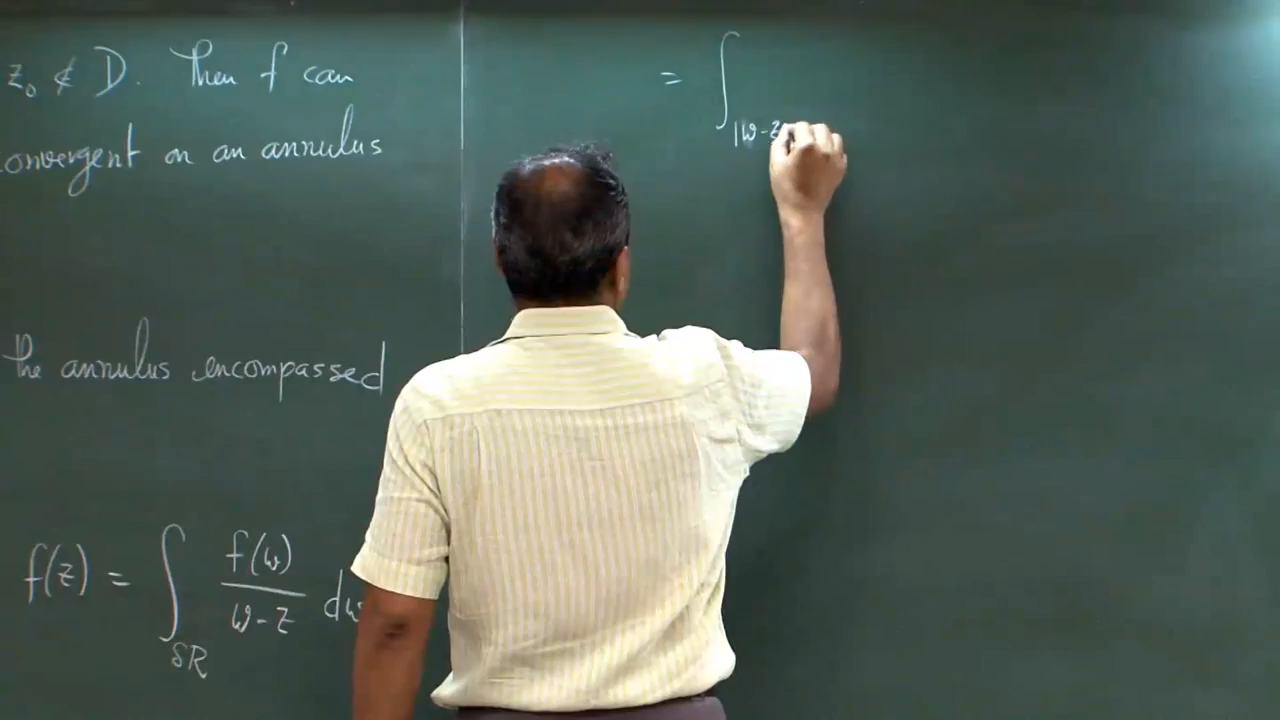 z₀ ∉ D. Then f can
onvergent on an annulus
the annulus encompassed
f(z) = ∫_{δR} f(w)/(w-z) dw
= ∫_{|w-z